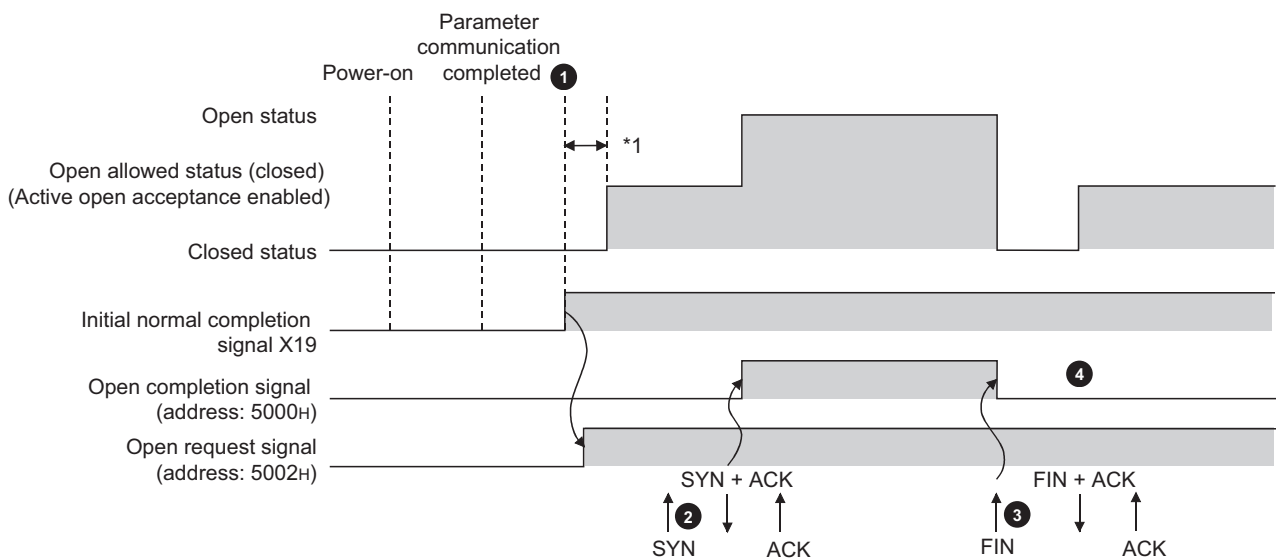 Parameter
communication
Power-on completed 1
Open status
*1
Open allowed status (closed)
(Active open acceptance enabled)
Closed status
Initial normal completion
signal X19
Open completion signal 4
(address: 5000H)
Open request signal
(address: 5002H)
SYN + ACK FIN + ACK
2 3
SYN ACK FIN ACK